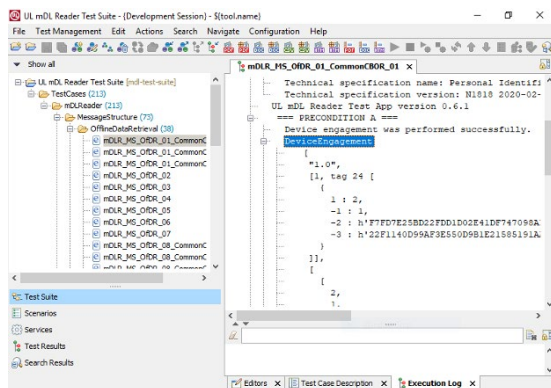 UL mDL Reader Test Suite - (Development Session) - $(tool.name)
File Test Management Edit Actions Search Navigate Configuration Help
Show all
UL mDL Reader Test Suite [mdl-test-suite]
TestCases (213)
mDLReader (213)
MessageStructure (73)
OfflineDataRetrieval (38)
mDLR_MS_OfDR_01_CommonC
mDLR_MS_OfDR_01_CommonC
mDLR_MS_OfDR_02
mDLR_MS_OfDR_03
mDLR_MS_OfDR_04
mDLR_MS_OfDR_05
mDLR_MS_OfDR_06
mDLR_MS_OfDR_07
mDLR_MS_OfDR_08_CommonC
mDLR_MS_OfDR_08_CommonC
mDLR_MS_OfDR_08_CommonC
Test Suite
Scenarios
Services
Test Results
Search Results
mDLR_MS_OfDR_01_CommonCBOR_01
Technical specification name: Personal Identifi
Technical specification version: N1818 2020-02-
UL mDL Reader Test App version 0.6.1
=== PRECONDITION A ===
Device engagement was performed successfully.
DeviceEngagement
[
"1.0",
[1, tag 24 [
{
1 : 2,
-1 : 1,
-2 : h'F7FD7E25BD22FDD1D02E41DF747098A
-3 : h'22F1140D99AF3E550D9B1E21585191A
}
]],
[
[
2,
1,
Editors Test Case Description Execution Log